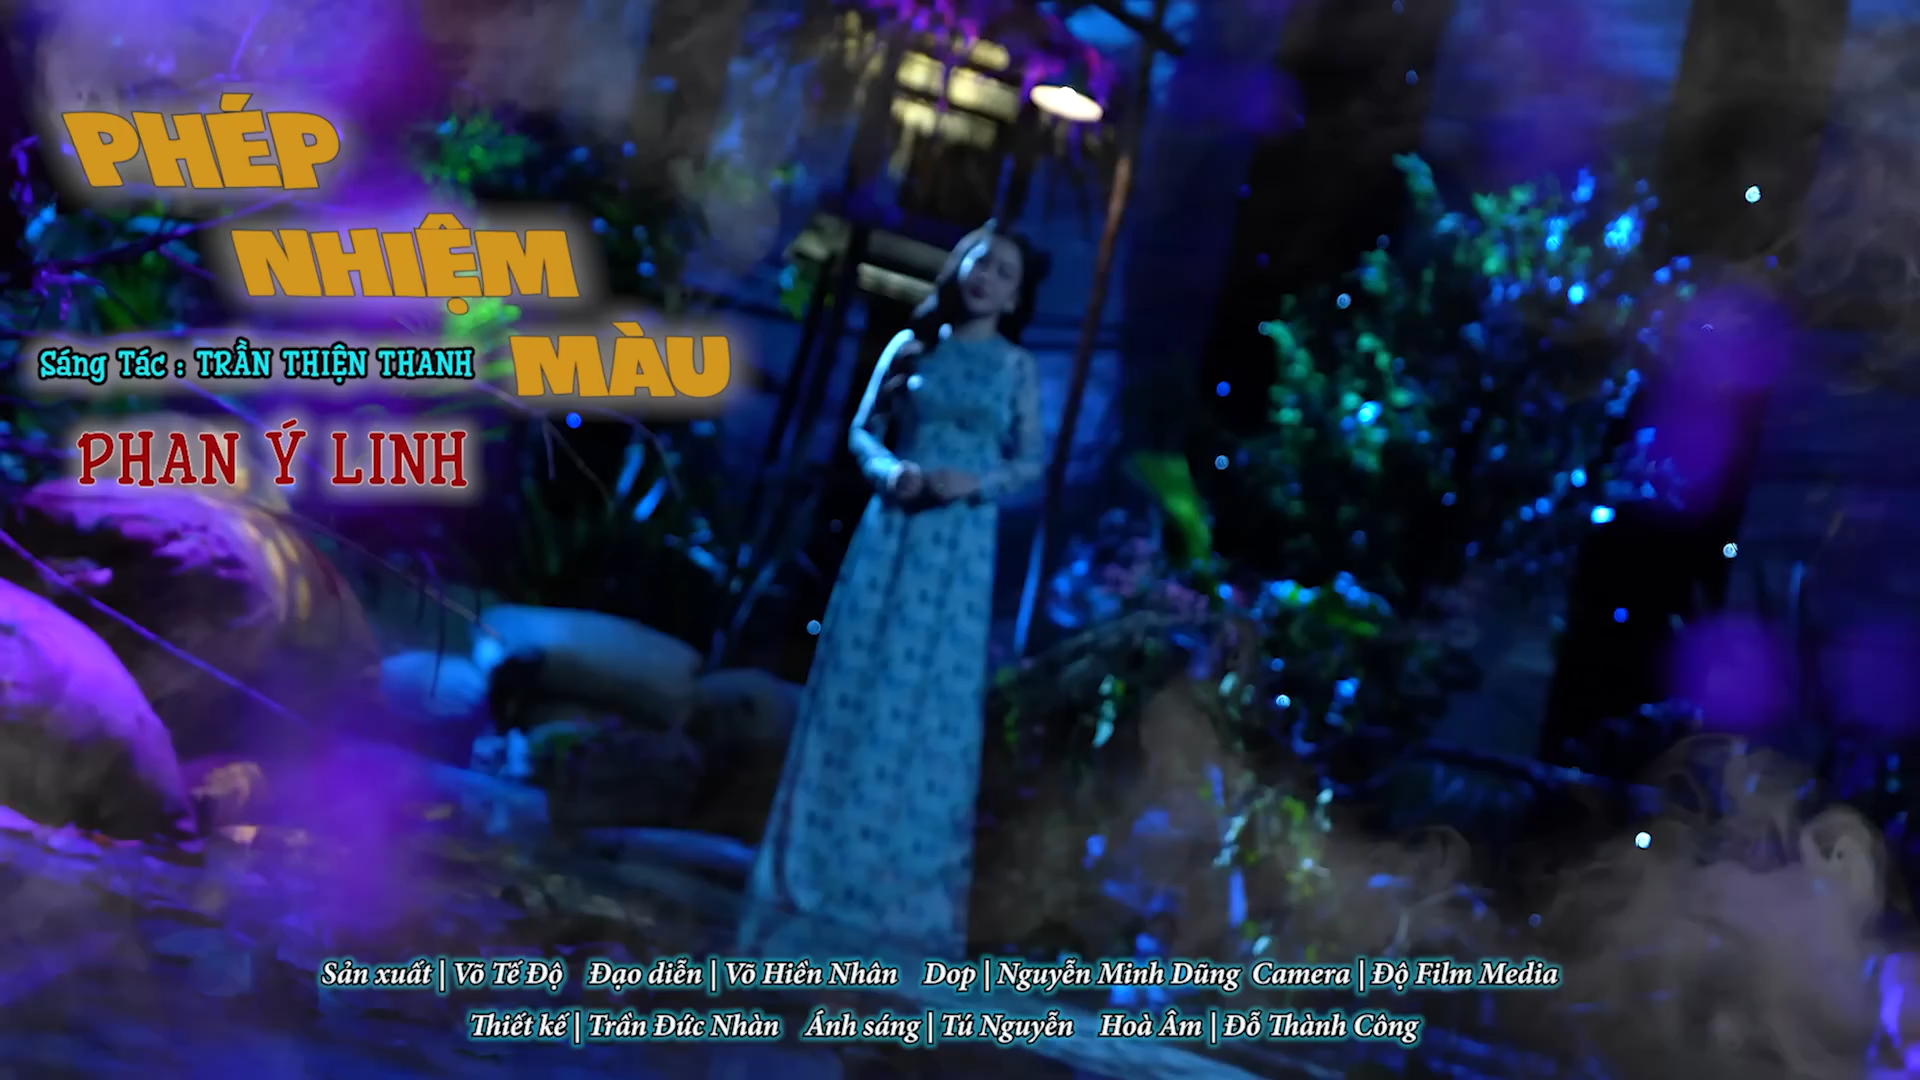 PHÉP
NHIỆM
MÀU
Sáng Tác : TRẦN THIỆN THANH
PHAN Ý LINH
Sản xuất | Võ Tế Độ Đạo diễn | Võ Hiền Nhân Dop | Nguyễn Minh Dũng Camera | Độ Film Media
Thiết kế | Trần Đức Nhàn Ánh sáng | Tú Nguyễn Hoà Âm | Đỗ Thành Công